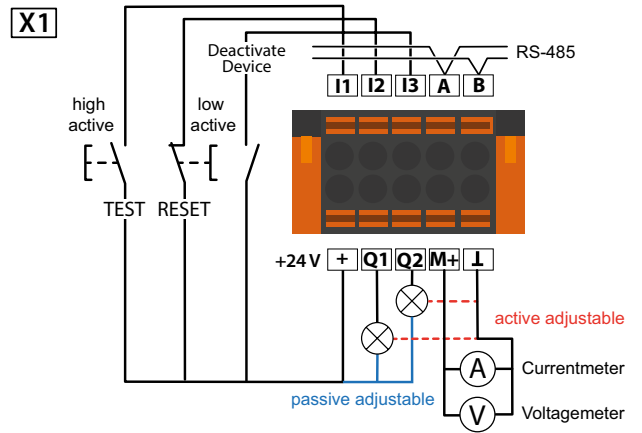 X1
Deactivate
Device
RS-485
I1 I2 I3 A B
high
active
low
active
TEST RESET
+24 V + Q1 Q2 M+ ⊥
active adjustable
A Currentmeter
passive adjustable
V Voltagemeter